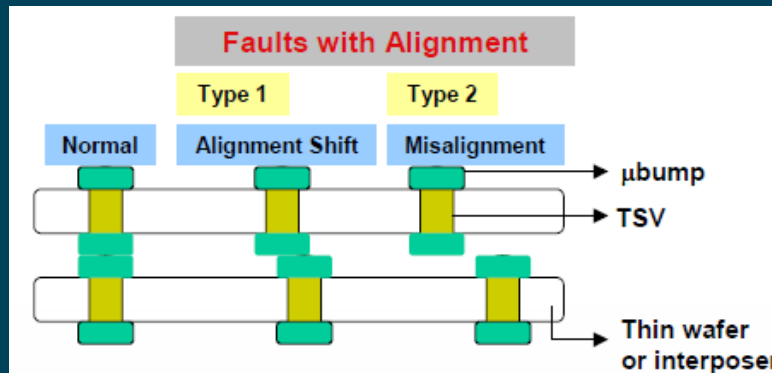 Faults with Alignment
Type 1
Type 2
Normal
Alignment Shift
Misalignment
μbump
TSV
Thin wafer
or interposer